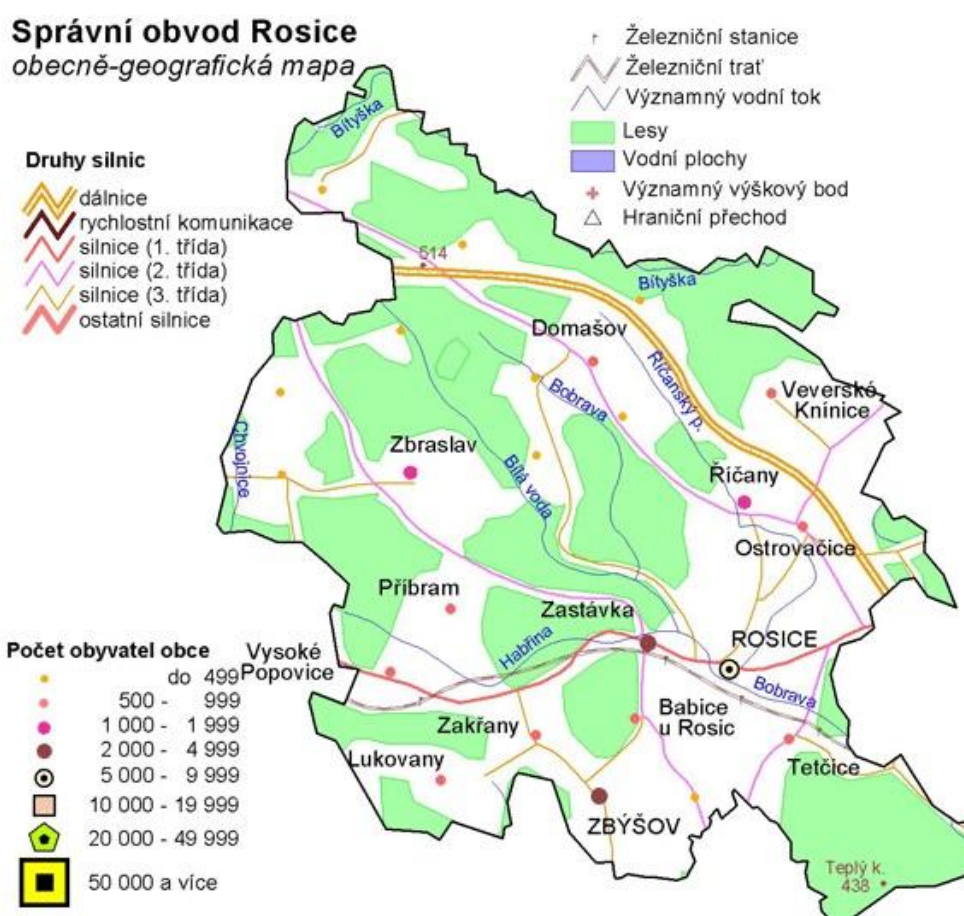 Správní obvod Rosice
obecně-geografická mapa
Železniční stanice
Železniční trať
Významný vodní tok
Lesy
Vodní plochy
Významný výškový bod
Hraniční přechod
Druhy silnic
dálnice
rychlostní komunikace
silnice (1. třída)
silnice (2. třída)
silnice (3. třída)
ostatní silnice
Bítyška
514
Bítyška
Domašov
Říčanský p.
Bobrava
Veverské
Knínice
Chvojnice
Zbraslav
Bílá voda
Říčany
Ostrovačice
Příbram
Zastávka
ROSICE
Habřina
Vysoké
Popovice
Bobrava
Babice
u Rosic
Zakřany
Lukovany
Tetčice
ZBÝŠOV
Teplý k.
438
Počet obyvatel obce
do 499
500 - 999
1 000 - 1 999
2 000 - 4 999
5 000 - 9 999
10 000 - 19 999
20 000 - 49 999
50 000 a více